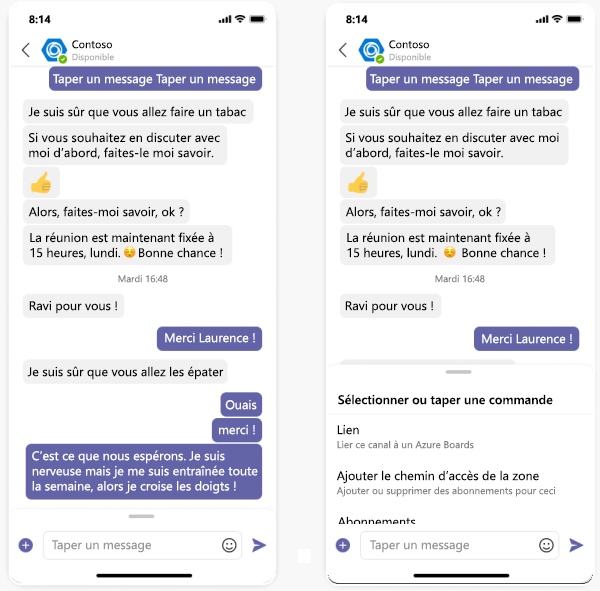 8:14
Contoso
Disponible
Taper un message Taper un message
Je suis sûr que vous allez faire un tabac
Si vous souhaitez en discuter avec
moi d’abord, faites-le moi savoir.
Alors, faites-moi savoir, ok ?
La réunion est maintenant fixée à
15 heures, lundi. Bonne chance !
Mardi 16:48
Ravi pour vous !
Merci Laurence !
Je suis sûr que vous allez les épater
Ouais
merci !
C’est ce que nous espérons. Je suis
nerveuse mais je me suis entraînée toute
la semaine, alors je croise les doigts !
Taper un message
8:14
Contoso
Disponible
Taper un message Taper un message
Je suis sûr que vous allez faire un tabac
Si vous souhaitez en discuter avec moi
d’abord, faites-le moi savoir.
Alors, faites-moi savoir, ok ?
La réunion est maintenant fixée à
15 heures, lundi. Bonne chance !
Mardi 16:48
Ravi pour vous !
Merci Laurence !
Sélectionner ou taper une commande
Lien
Lier ce canal à un Azure Boards
Ajouter le chemin d’accès de la zone
Ajouter ou supprimer des abonnements pour ceci
Abonnements
Taper un message